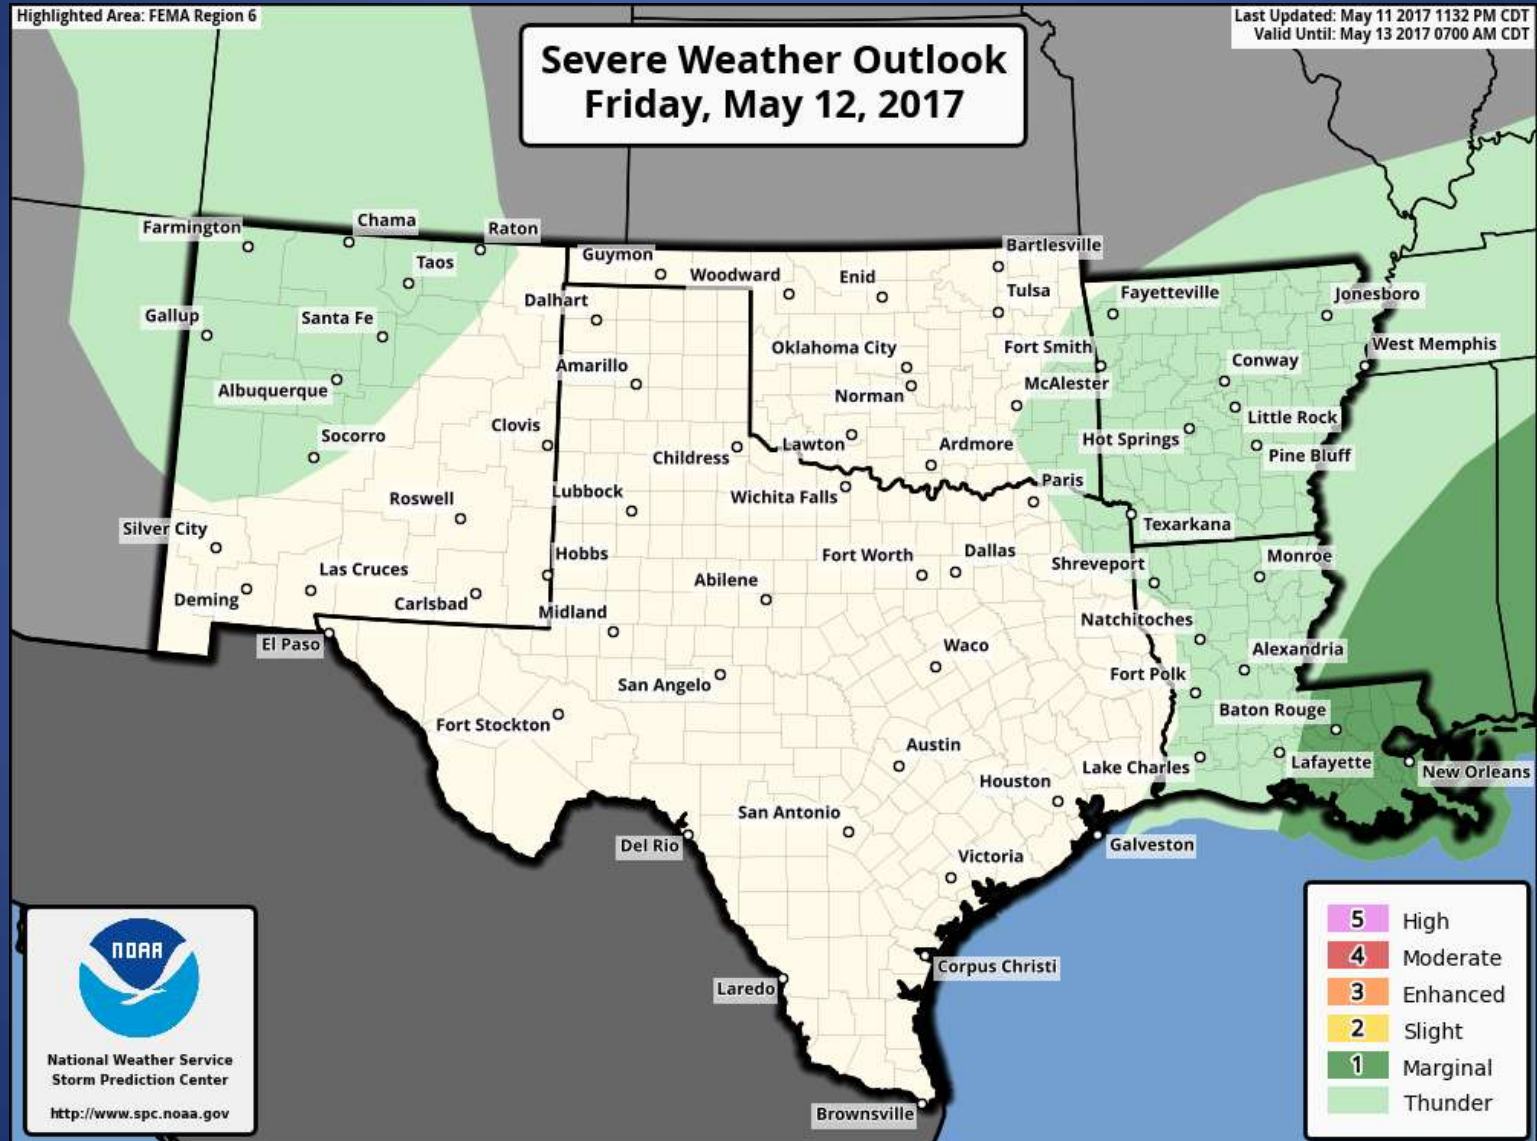 Highlighted Area: FEMA Region 6
Last Updated: May 11 2017 1132 PM CDT
Valid Until: May 13 2017 0700 AM CDT
Severe Weather Outlook
Friday, May 12, 2017
Farmington
Chama
Raton
Taos
Guymon
Woodward
Enid
Bartlesville
Tulsa
Fayetteville
Jonesboro
Dalhart
Gallup
Santa Fe
Oklahoma City
Fort Smith
Conway
West Memphis
Amarillo
Albuquerque
Norman
McAlester
Little Rock
Clovis
Socorro
Childress
Lawton
Ardmore
Hot Springs
Pine Bluff
Roswell
Lubbock
Wichita Falls
Paris
Texarkana
Silver City
Las Cruces
Hobbs
Fort Worth
Dallas
Shreveport
Monroe
Deming
Carlsbad
Midland
Abilene
Natchitoches
El Paso
Waco
Alexandria
San Angelo
Fort Polk
Fort Stockton
Baton Rouge
Austin
Lake Charles
Lafayette
New Orleans
Houston
San Antonio
Del Rio
Galveston
Victoria
Corpus Christi
Laredo
Brownsville
NOAA
National Weather Service
Storm Prediction Center
http://www.spc.noaa.gov
5 High
4 Moderate
3 Enhanced
2 Slight
1 Marginal
Thunder